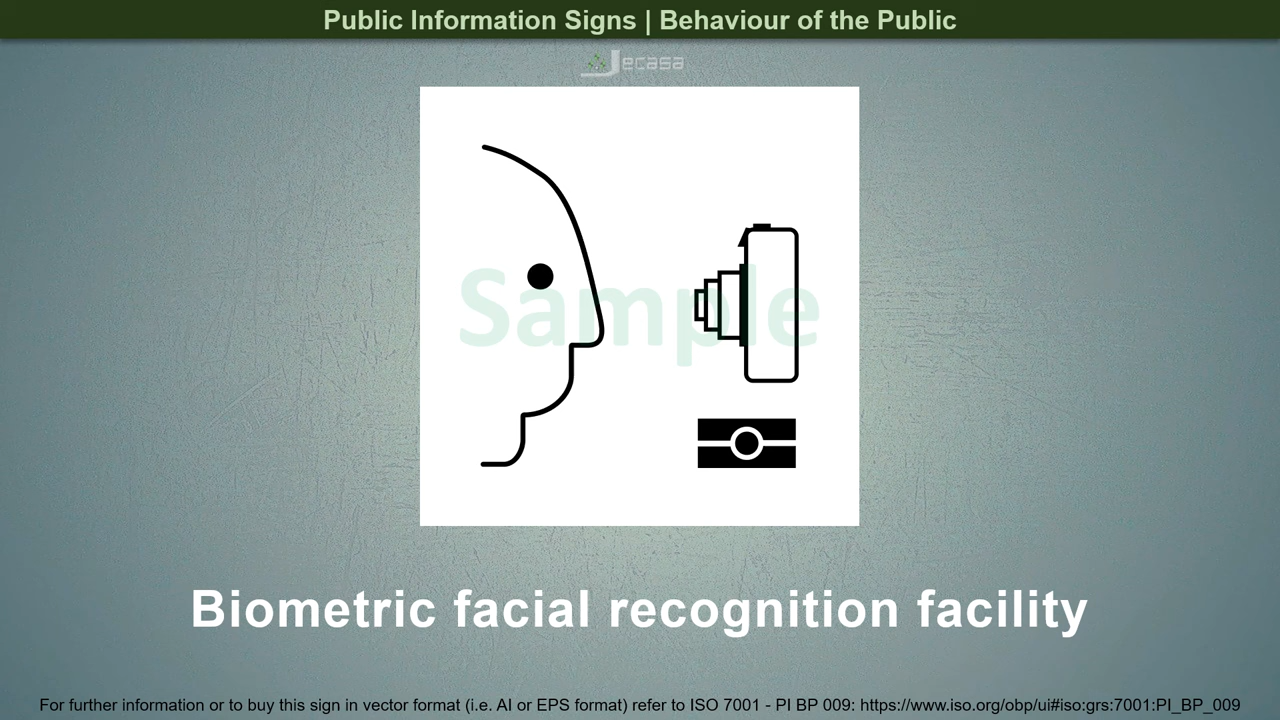 Public Information Signs | Behaviour of the Public
Jecasa
Sample
Biometric facial recognition facility
For further information or to buy this sign in vector format (i.e. AI or EPS format) refer to ISO 7001 - PI BP 009: https://www.iso.org/obp/ui#iso:grs:7001:PI_BP_009